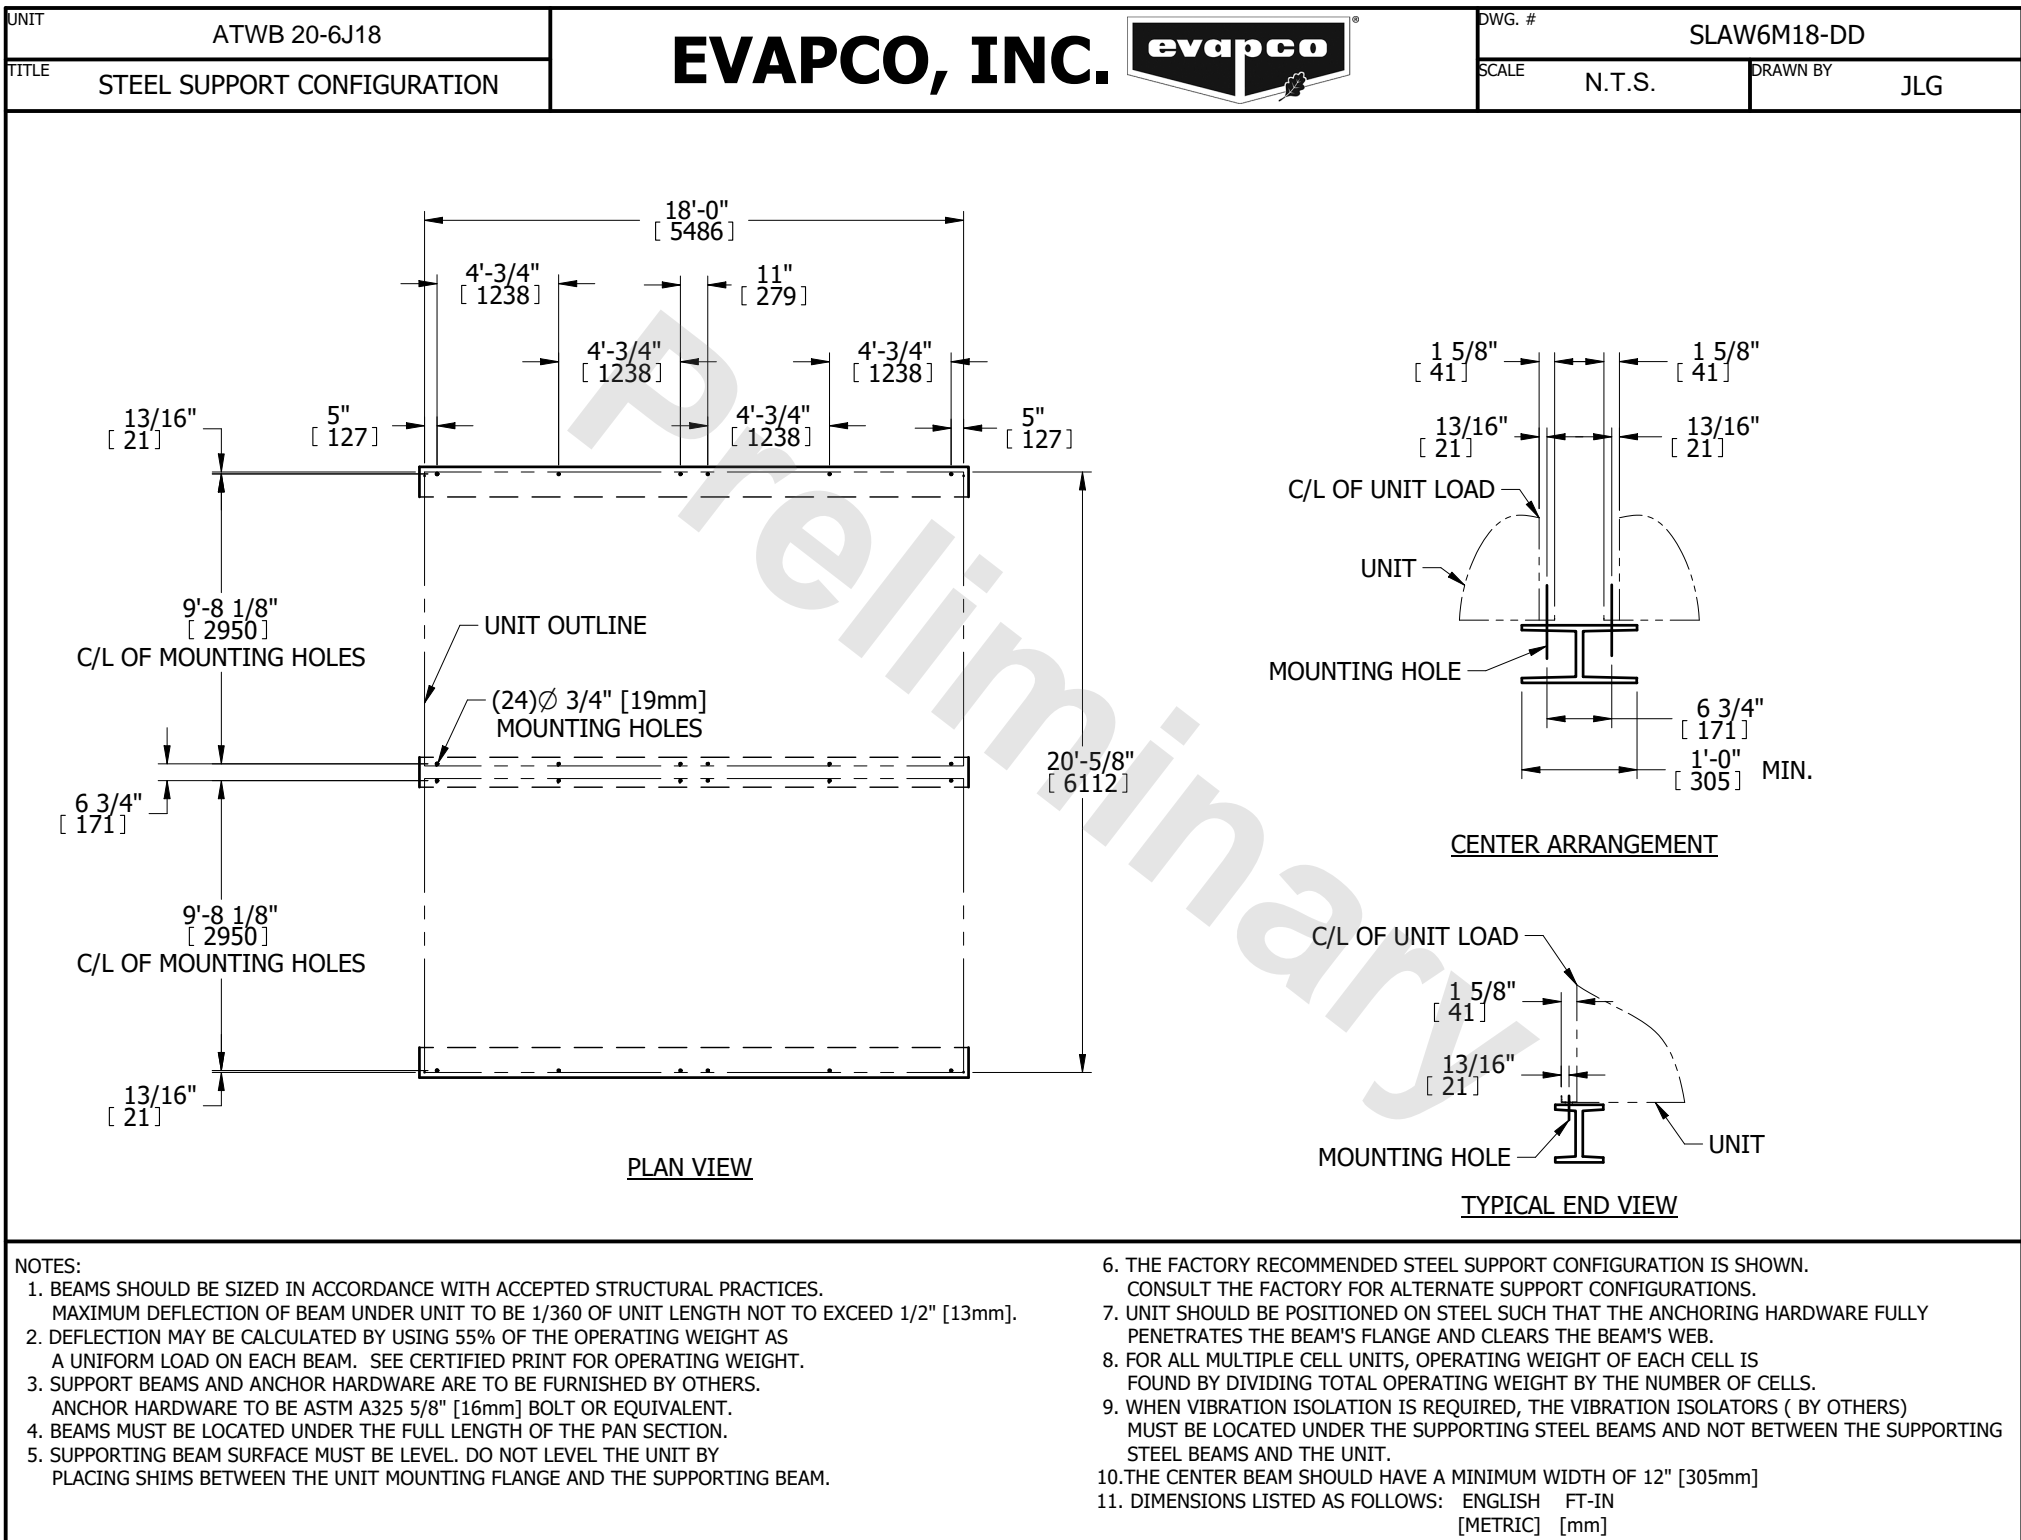 UNIT
ATWB 20-6J18
TITLE
STEEL SUPPORT CONFIGURATION
EVAPCO, INC.
evapco
®
DWG. #
SLAW6M18-DD
SCALE
N.T.S.
DRAWN BY
JLG
18'-0"
[ 5486 ]
4'-3/4"
[ 1238 ]
11"
[ 279 ]
4'-3/4"
[ 1238 ]
4'-3/4"
[ 1238 ]
13/16"
[ 21 ]
5"
[ 127 ]
4'-3/4"
[ 1238 ]
5"
[ 127 ]
9'-8 1/8"
[ 2950 ]
C/L OF MOUNTING HOLES
UNIT OUTLINE
(24)∅ 3/4" [19mm]
MOUNTING HOLES
6 3/4"
[ 171 ]
20'-5/8"
[ 6112 ]
9'-8 1/8"
[ 2950 ]
C/L OF MOUNTING HOLES
13/16"
[ 21 ]
PLAN VIEW
Preliminary
1 5/8"
[ 41 ]
1 5/8"
[ 41 ]
13/16"
[ 21 ]
13/16"
[ 21 ]
C/L OF UNIT LOAD
UNIT
MOUNTING HOLE
6 3/4"
[ 171 ]
1'-0"
[ 305 ] MIN.
CENTER ARRANGEMENT
C/L OF UNIT LOAD
1 5/8"
[ 41 ]
13/16"
[ 21 ]
MOUNTING HOLE
UNIT
TYPICAL END VIEW
NOTES:
1. BEAMS SHOULD BE SIZED IN ACCORDANCE WITH ACCEPTED STRUCTURAL PRACTICES.
MAXIMUM DEFLECTION OF BEAM UNDER UNIT TO BE 1/360 OF UNIT LENGTH NOT TO EXCEED 1/2" [13mm].
2. DEFLECTION MAY BE CALCULATED BY USING 55% OF THE OPERATING WEIGHT AS
A UNIFORM LOAD ON EACH BEAM. SEE CERTIFIED PRINT FOR OPERATING WEIGHT.
3. SUPPORT BEAMS AND ANCHOR HARDWARE ARE TO BE FURNISHED BY OTHERS.
ANCHOR HARDWARE TO BE ASTM A325 5/8" [16mm] BOLT OR EQUIVALENT.
4. BEAMS MUST BE LOCATED UNDER THE FULL LENGTH OF THE PAN SECTION.
5. SUPPORTING BEAM SURFACE MUST BE LEVEL. DO NOT LEVEL THE UNIT BY
PLACING SHIMS BETWEEN THE UNIT MOUNTING FLANGE AND THE SUPPORTING BEAM.
6. THE FACTORY RECOMMENDED STEEL SUPPORT CONFIGURATION IS SHOWN.
CONSULT THE FACTORY FOR ALTERNATE SUPPORT CONFIGURATIONS.
7. UNIT SHOULD BE POSITIONED ON STEEL SUCH THAT THE ANCHORING HARDWARE FULLY
PENETRATES THE BEAM'S FLANGE AND CLEARS THE BEAM'S WEB.
8. FOR ALL MULTIPLE CELL UNITS, OPERATING WEIGHT OF EACH CELL IS
FOUND BY DIVIDING TOTAL OPERATING WEIGHT BY THE NUMBER OF CELLS.
9. WHEN VIBRATION ISOLATION IS REQUIRED, THE VIBRATION ISOLATORS ( BY OTHERS)
MUST BE LOCATED UNDER THE SUPPORTING STEEL BEAMS AND NOT BETWEEN THE SUPPORTING
STEEL BEAMS AND THE UNIT.
10.THE CENTER BEAM SHOULD HAVE A MINIMUM WIDTH OF 12" [305mm]
11. DIMENSIONS LISTED AS FOLLOWS: ENGLISH FT-IN
[METRIC] [mm]